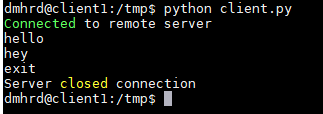 dmhrd@client1:/tmp$ python client.py
Connected to remote server
hello
hey
exit
Server closed connection
dmhrd@client1:/tmp$